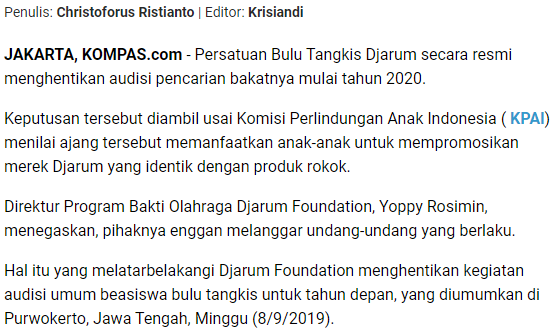 Penulis: Christoforus Ristianto | Editor: Krisiandi
JAKARTA, KOMPAS.com - Persatuan Bulu Tangkis Djarum secara resmi
menghentikan audisi pencarian bakatnya mulai tahun 2020.
Keputusan tersebut diambil usai Komisi Perlindungan Anak Indonesia ( KPAI)
menilai ajang tersebut memanfaatkan anak-anak untuk mempromosikan
merek Djarum yang identik dengan produk rokok.
Direktur Program Bakti Olahraga Djarum Foundation, Yoppy Rosimin,
menegaskan, pihaknya enggan melanggar undang-undang yang berlaku.
Hal itu yang melatarbelakangi Djarum Foundation menghentikan kegiatan
audisi umum beasiswa bulu tangkis untuk tahun depan, yang diumumkan di
Purwokerto, Jawa Tengah, Minggu (8/9/2019).